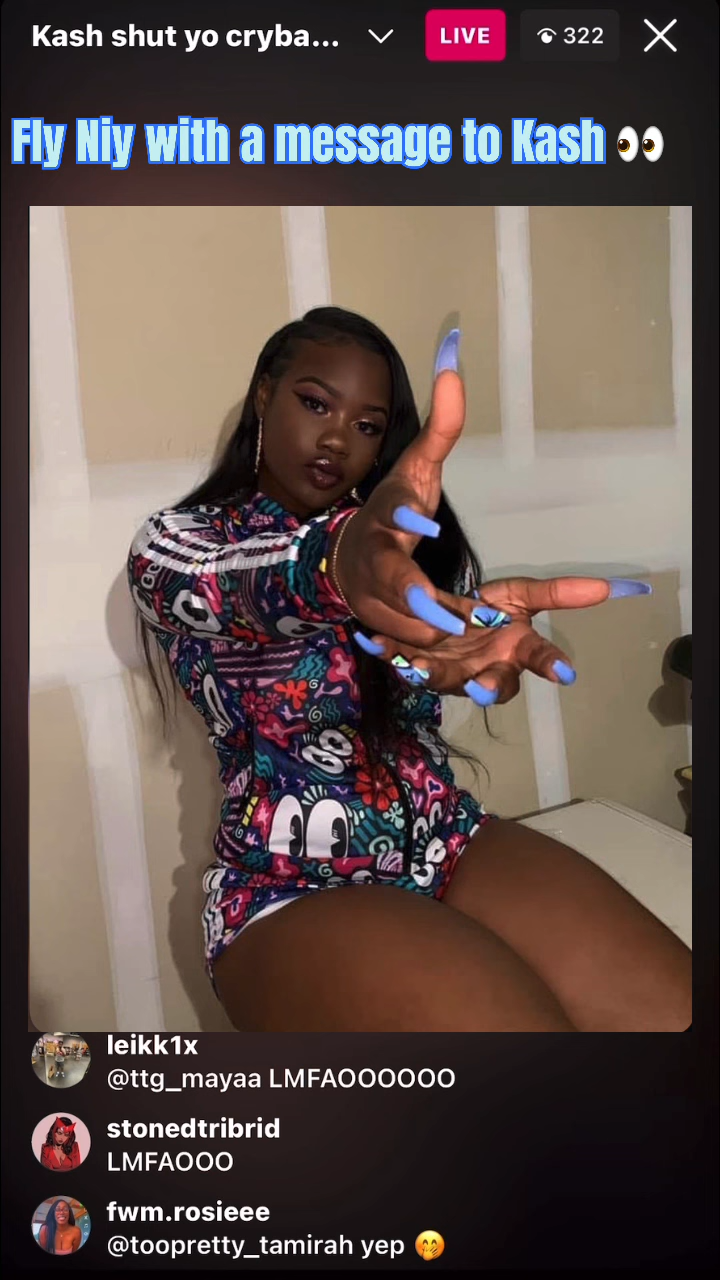 Kash shut yo cryba...
LIVE
322
Fly Niy with a message to Kash 👀
leikk1x
@ttg_mayaa LMFAOOOOOO
stonedtribrid
LMFAOOO
fwm.rosieee
@toopretty_tamirah yep 🤭